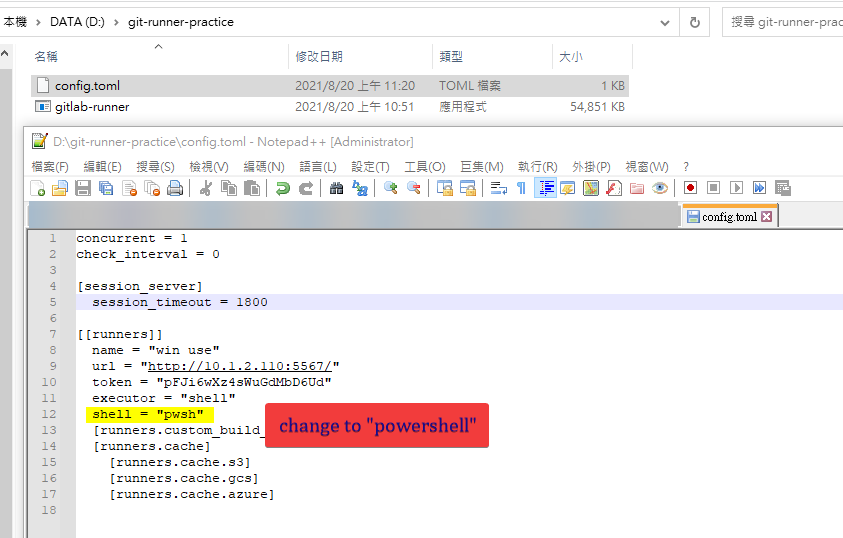 本機 › DATA (D:) › git-runner-practice
搜尋 git-runner-prac
名稱 修改日期 類型 大小
config.toml 2021/8/20 上午 11:20 TOML 檔案 1 KB
gitlab-runner 2021/8/20 上午 10:51 應用程式 54,851 KB
D:\git-runner-practice\config.toml - Notepad++ [Administrator]
檔案(F) 編輯(E) 搜尋(S) 檢視(V) 編碼(N) 語言(L) 設定(T) 工具(O) 巨集(M) 執行(R) 外掛(P) 視窗(W) ?
config.toml
1 concurrent = 1
2 check_interval = 0
3
4 [session_server]
5 session_timeout = 1800
6
7 [[runners]]
8 name = "win use"
9 url = "http://10.1.2.110:5567/"
10 token = "pFJi6wXz4sWuGdMbD6Ud"
11 executor = "shell"
12 shell = "pwsh"
change to "powershell"
13 [runners.custom_build_
14 [runners.cache]
15 [runners.cache.s3]
16 [runners.cache.gcs]
17 [runners.cache.azure]
18